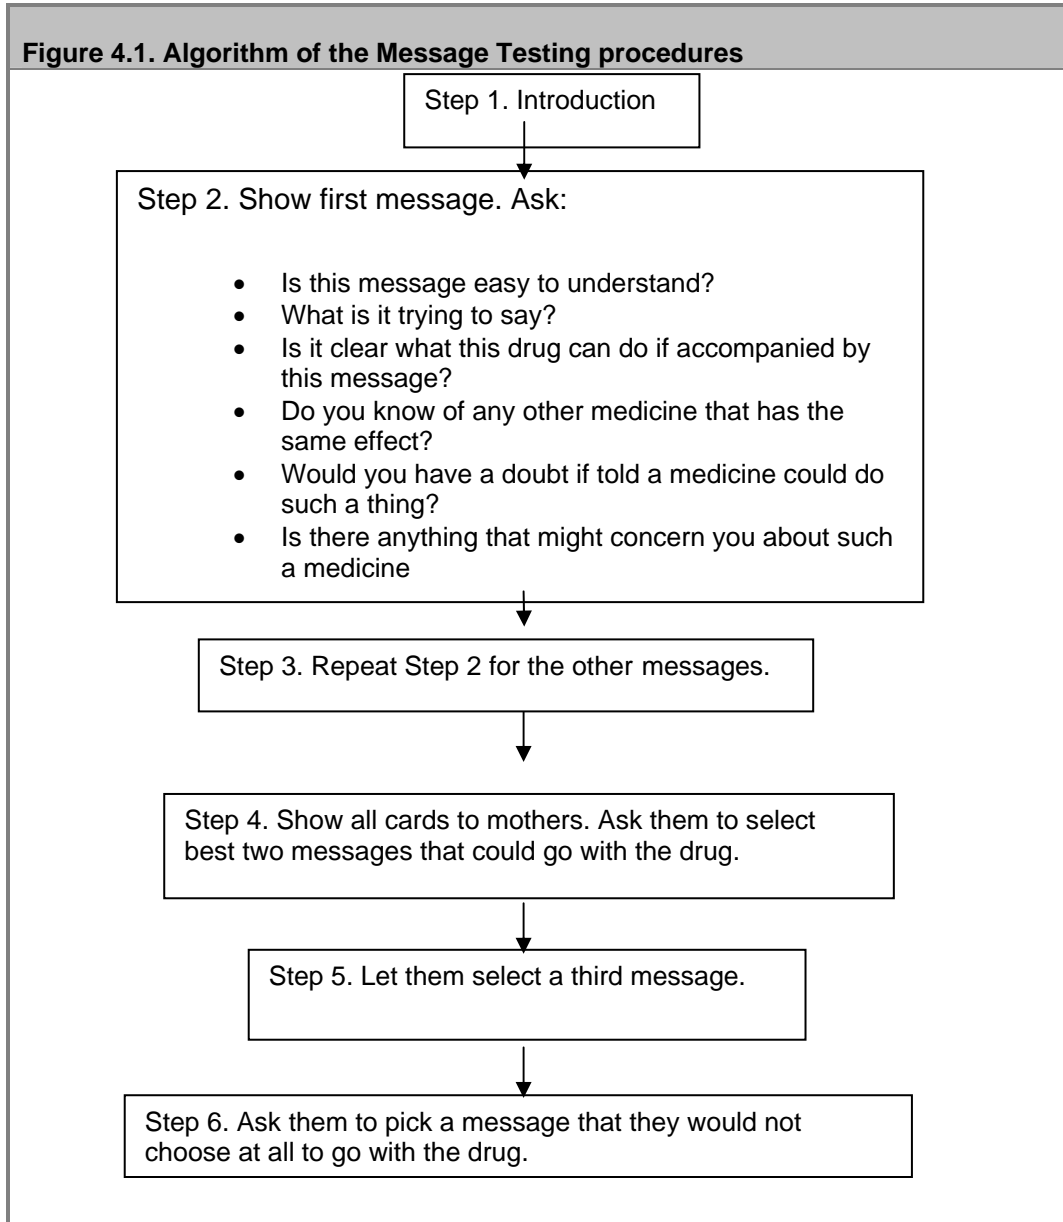 Figure 4.1. Algorithm of the Message Testing procedures
Step 1. Introduction
Step 2. Show first message. Ask:
• Is this message easy to understand?
• What is it trying to say?
• Is it clear what this drug can do if accompanied by
this message?
• Do you know of any other medicine that has the
same effect?
• Would you have a doubt if told a medicine could do
such a thing?
• Is there anything that might concern you about such
a medicine
Step 3. Repeat Step 2 for the other messages.
Step 4. Show all cards to mothers. Ask them to select
best two messages that could go with the drug.
Step 5. Let them select a third message.
Step 6. Ask them to pick a message that they would not
choose at all to go with the drug.